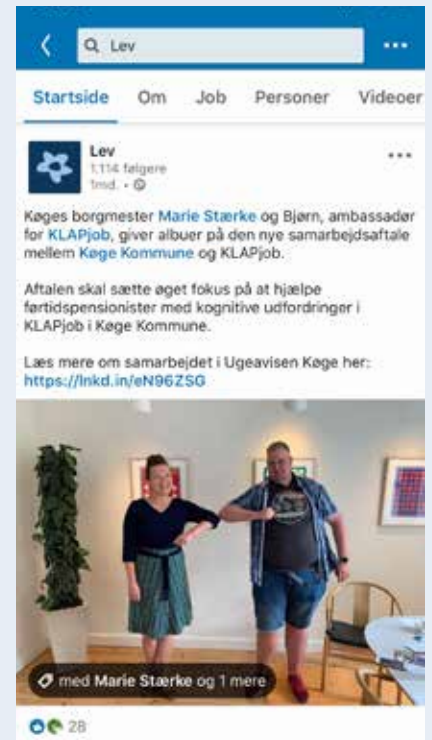 Lev
Startside Om Job Personer Videoer
Lev
1.114 følgere
1md.
Køges borgmester Marie Stærke og Bjørn, ambassadør
for KLAPjob, giver albuer på den nye samarbejdsaftale
mellem Køge Kommune og KLAPjob.
Aftalen skal sætte øget fokus på at hjælpe
førtidspensionister med kognitive udfordringer i
KLAPjob i Køge Kommune.
Læs mere om samarbejdet i Ugeavisen Køge her:
https://lnkd.in/eN96ZSG
med Marie Stærke og 1 mere
28